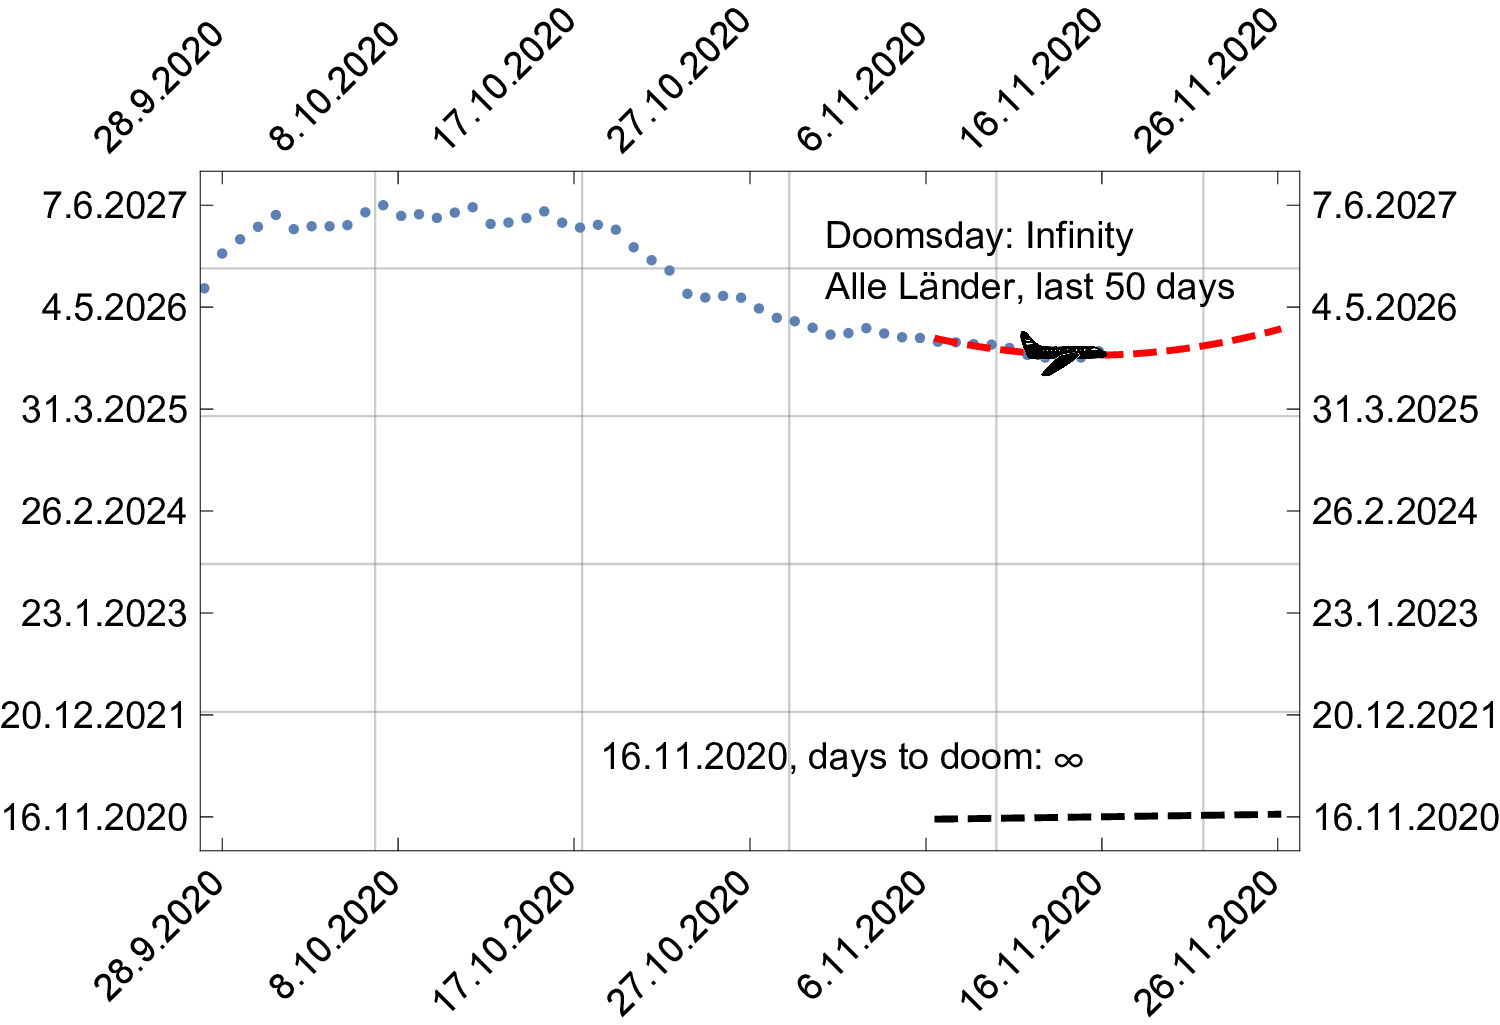 28.9.2020 8.10.2020 17.10.2020 27.10.2020 6.11.2020 16.11.2020 26.11.2020
7.6.2027 7.6.2027
Doomsday: Infinity
Alle Länder, last 50 days
4.5.2026 4.5.2026
31.3.2025 31.3.2025
26.2.2024 26.2.2024
23.1.2023 23.1.2023
20.12.2021 20.12.2021
16.11.2020, days to doom: ∞
16.11.2020 16.11.2020
28.9.2020 8.10.2020 17.10.2020 27.10.2020 6.11.2020 16.11.2020 26.11.2020